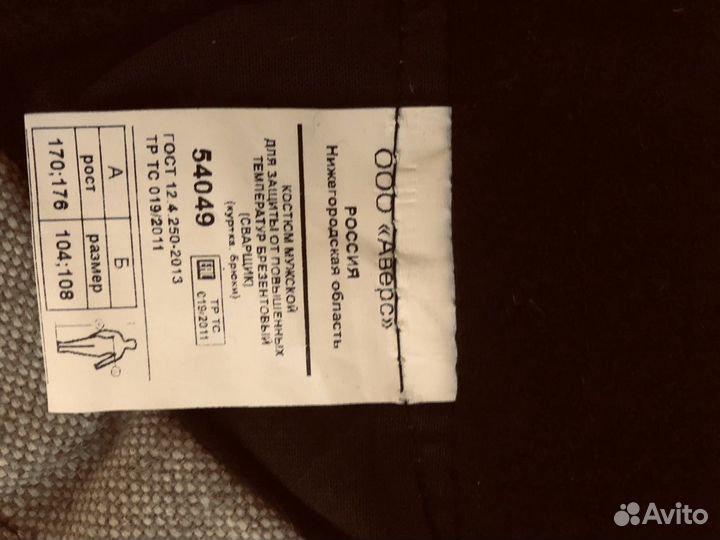 ООО «Аверс»
РОССИЯ
Нижегородская область
КОСТЮМ МУЖСКОЙ
ДЛЯ ЗАЩИТЫ ОТ ПОВЫШЕННЫХ
ТЕМПЕРАТУР БРЕЗЕНТОВЫЙ
(СВАРЩИК)
(куртка, брюки)
54049
EAC
ТР ТС
019/2011
ГОСТ 12.4.250-2013
ТР ТС 019/2011
А Б
рост размер
170;176 104;108
Avito